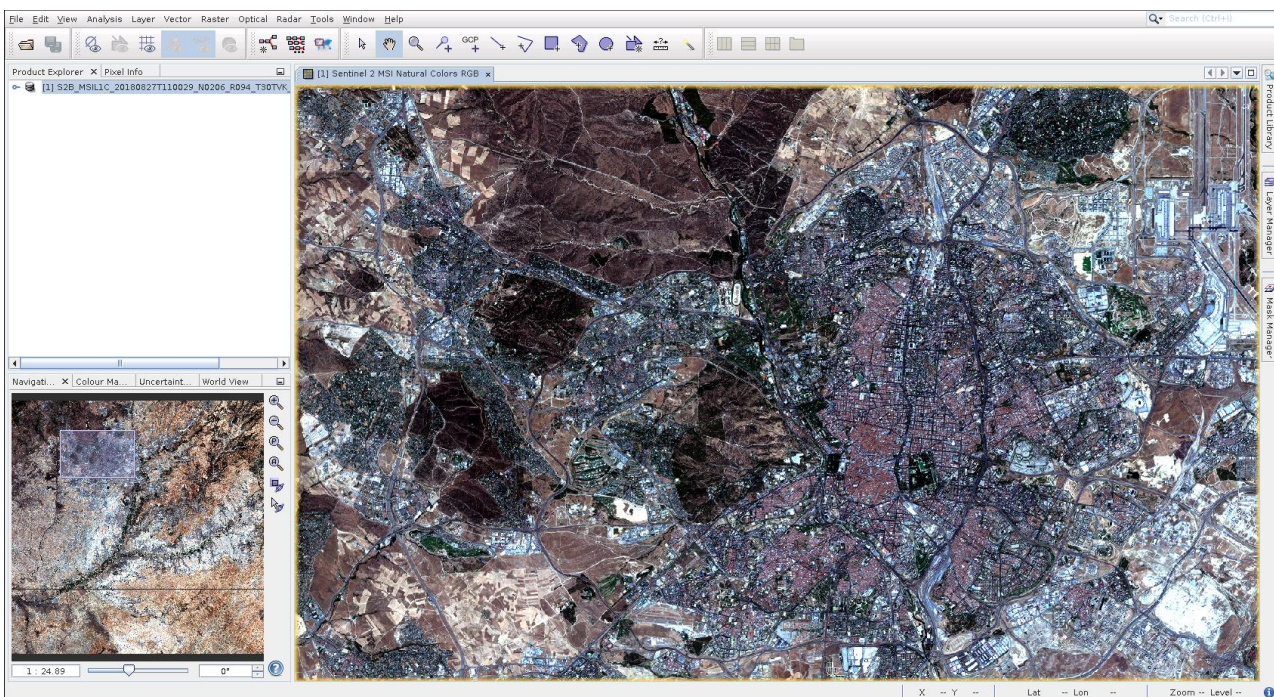 File Edit View Analysis Layer Vector Raster Optical Radar Tools Window Help
Search (Ctrl+I)
GCP
Product Explorer Pixel Info
[1] S2B_MSIL1C_20180827T110029_N0206_R094_T30TVK_
[1] Sentinel 2 MSI Natural Colors RGB
Product Library
Layer Manager
Mask Manager
Navigati... Colour Ma... Uncertaint... World View
1 : 24.89
0°
X -- Y -- Lat -- Lon -- Zoom -- Level --